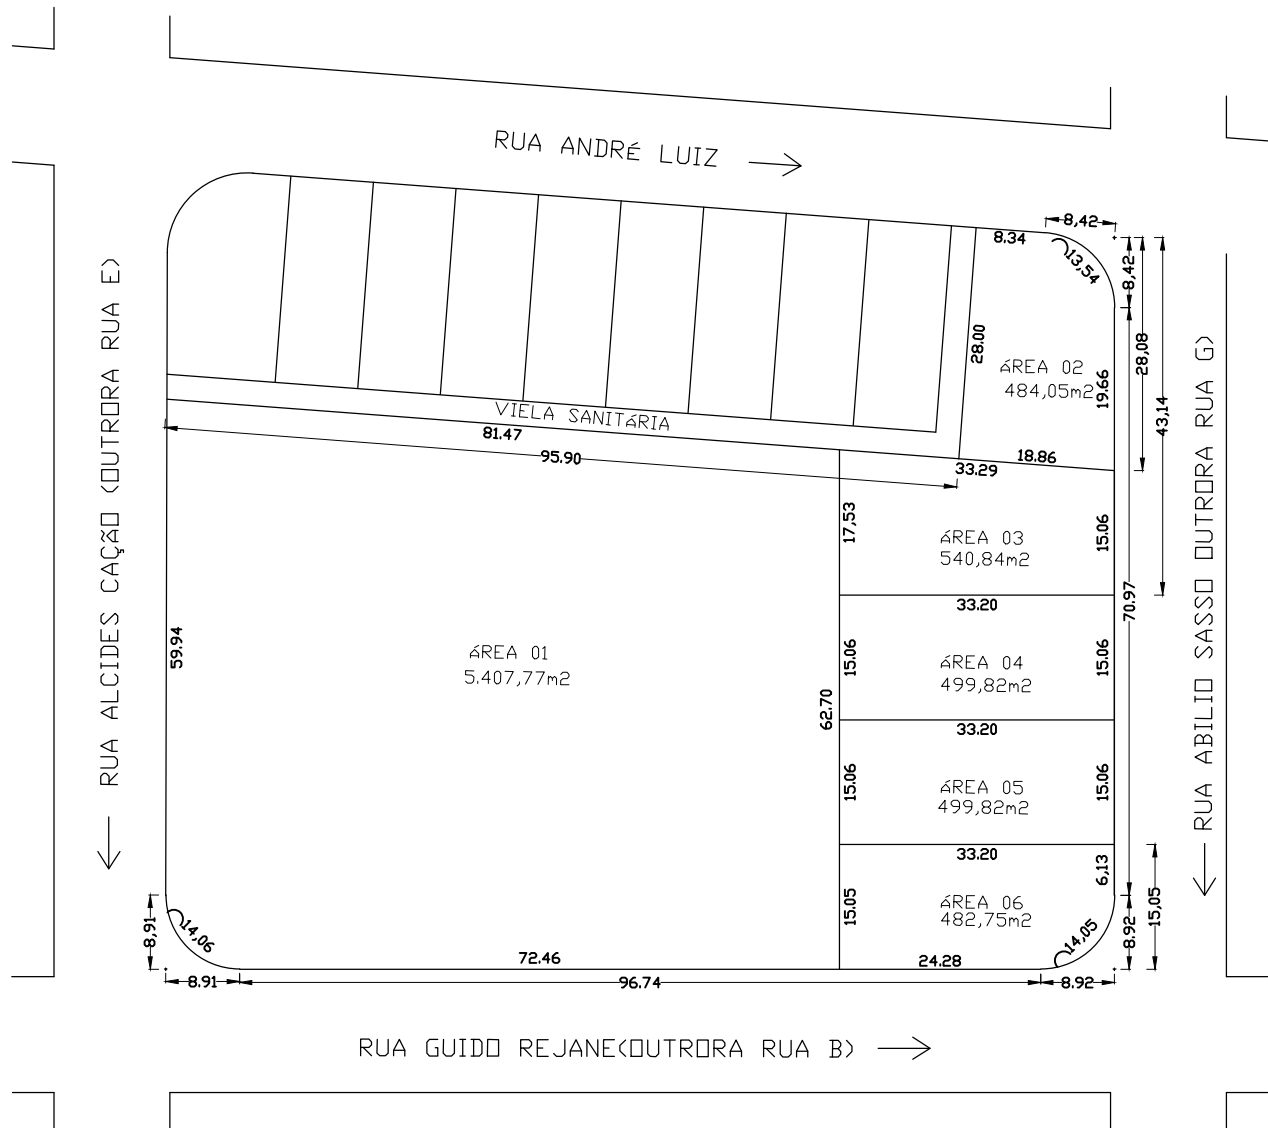 RUA ANDRÉ LUIZ
8,42
8.34
13,54
8,42
28,08
43,14
28.00
ÁREA 02
484,05m2
19.66
RUA ALCIDES CAÇÃO (OUTRORA RUA E)
VIELA SANITÁRIA
81.47
95.90
18.86
33.29
RUA ABILIO SASSO OUTRORA RUA G)
17,53
ÁREA 03
540,84m2
15.06
33.20
70.97
59.94
ÁREA 01
5.407,77m2
15.06
ÁREA 04
499,82m2
15.06
62.70
33.20
15.06
ÁREA 05
499,82m2
15.06
33.20
6,13
15.05
ÁREA 06
482,75m2
15,05
8,91
14,06
14,05
8.92
72.46
24.28
8.91
96.74
8.92
RUA GUIDO REJANE(OUTRORA RUA B)